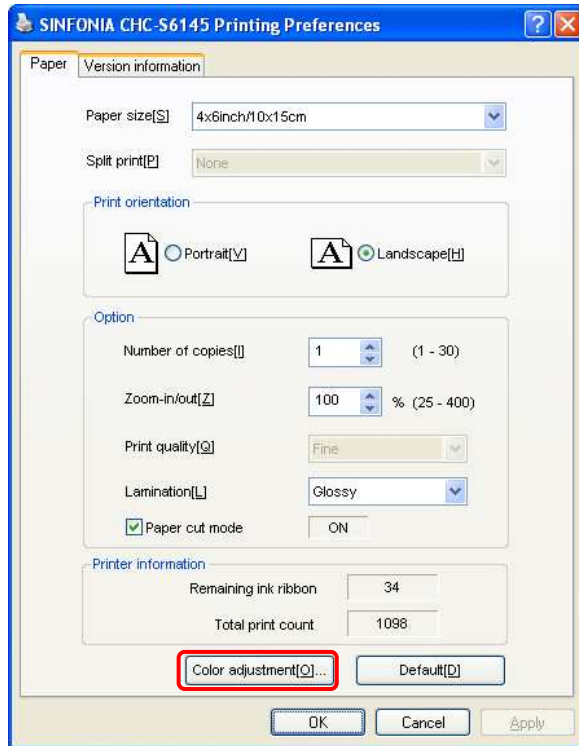 SINFONIA CHC-S6145 Printing Preferences
Paper Version information
Paper size[S] 4x6inch/10x15cm
Split print[P] None
Print orientation
A Portrait[V] A Landscape[H]
Option
Number of copies[I] 1 (1 - 30)
Zoom-in/out[Z] 100 % (25 - 400)
Print quality[Q] Fine
Lamination[L] Glossy
Paper cut mode ON
Printer information
Remaining ink ribbon 34
Total print count 1098
Color adjustment[O]... Default[D]
OK Cancel Apply